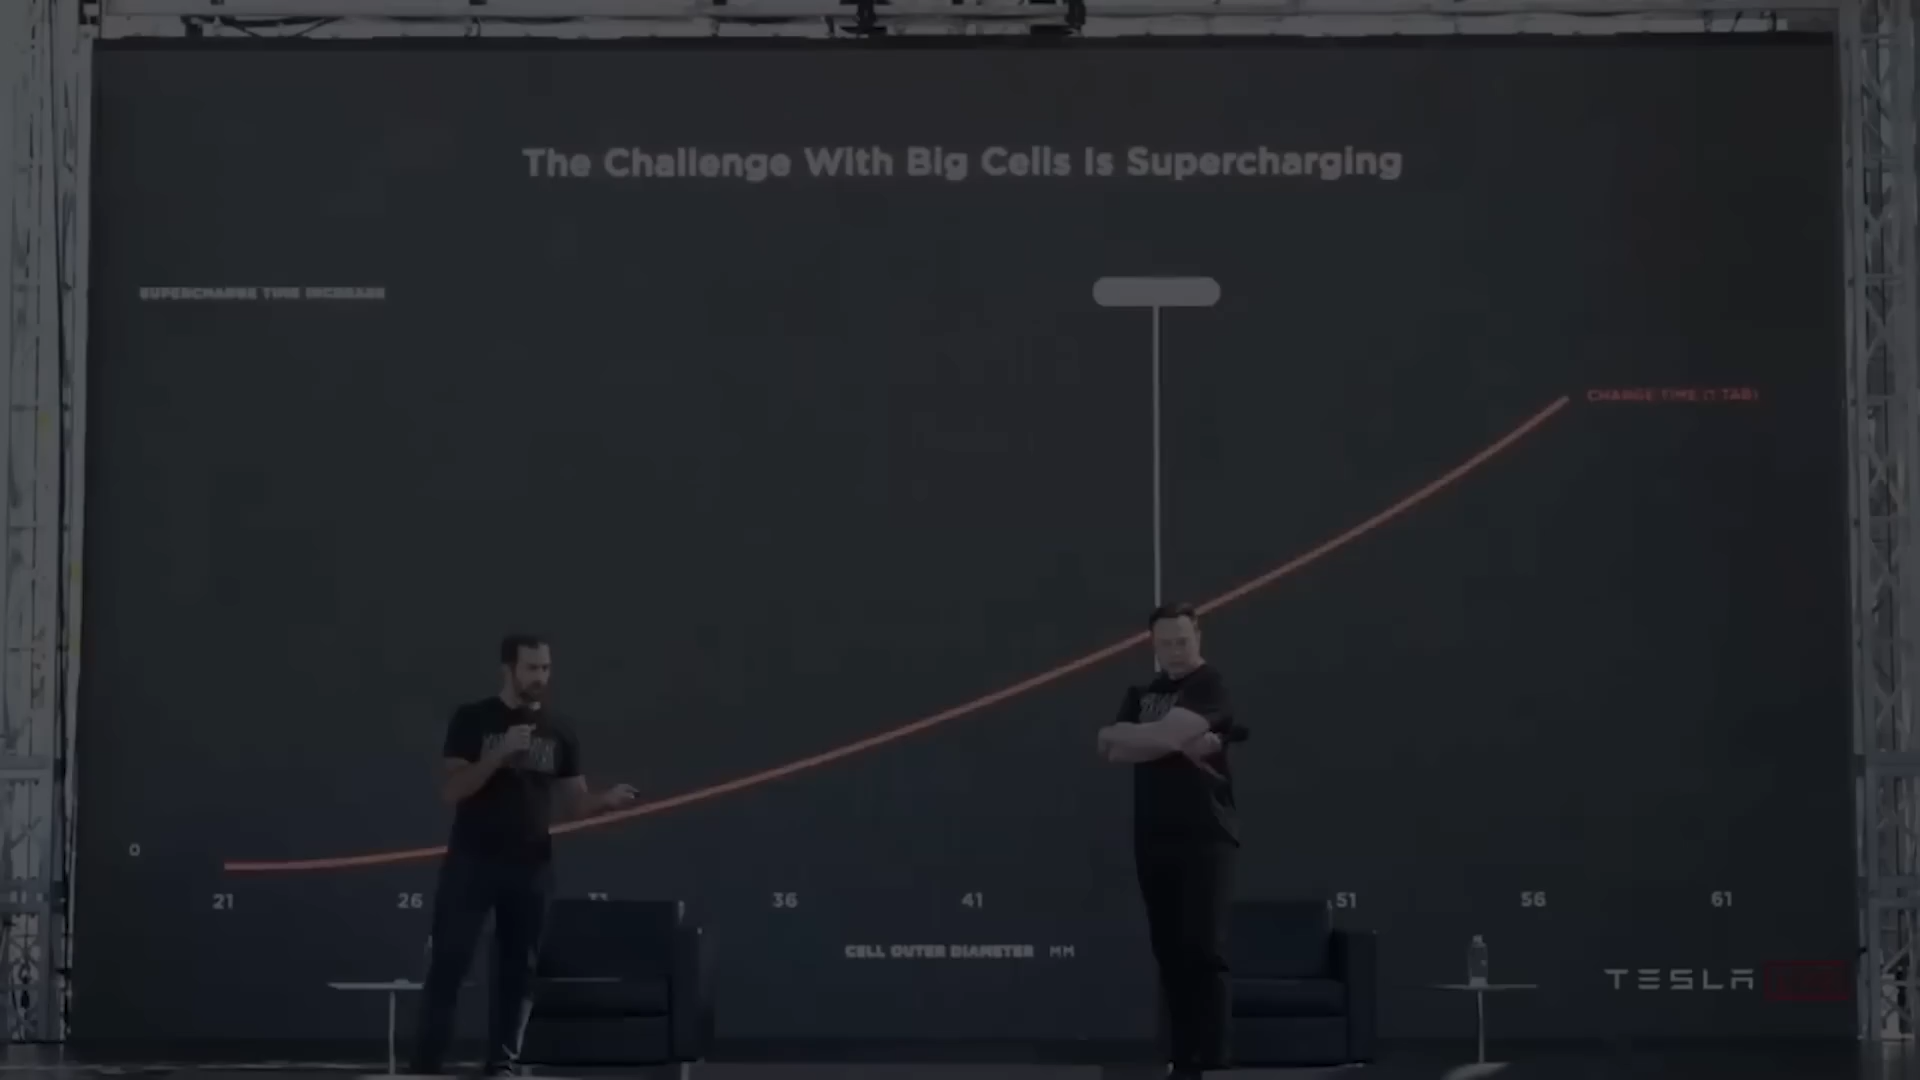 The Challenge With Big Cells Is Supercharging
SUPERCHARGE TIME INCREASE
CHARGE TIME (1 TAB)
0
21 26 36 41 51 56 61
CELL OUTER DIAMETER MM
TESLA